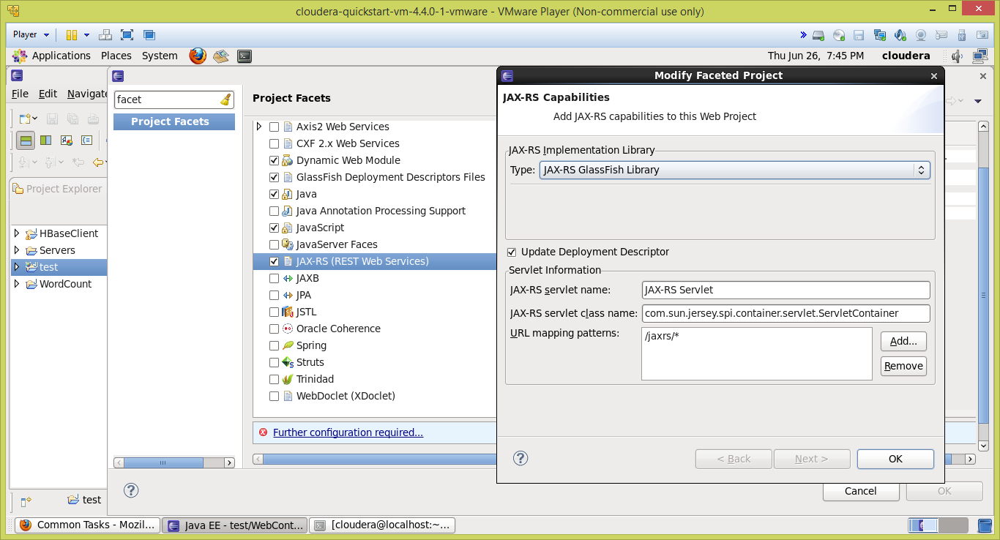 cloudera-quickstart-vm-4.4.0-1-vmware - VMware Player (Non-commercial use only)
Player
Applications Places System
Thu Jun 26, 7:45 PM cloudera
File Edit Navigate
Project Explorer
HBaseClient
Servers
test
WordCount
test
facet
Project Facets
Project Facets
Axis2 Web Services
CXF 2.x Web Services
Dynamic Web Module
GlassFish Deployment Descriptors Files
Java
Java Annotation Processing Support
JavaScript
JavaServer Faces
JAX-RS (REST Web Services)
JAXB
JPA
JSTL
Oracle Coherence
Spring
Struts
Trinidad
WebDoclet (XDoclet)
Further configuration required...
Cancel
OK
Modify Faceted Project
JAX-RS Capabilities
Add JAX-RS capabilities to this Web Project
JAX-RS Implementation Library
Type: JAX-RS GlassFish Library
Update Deployment Descriptor
Servlet Information
JAX-RS servlet name: JAX-RS Servlet
JAX-RS servlet class name: com.sun.jersey.spi.container.servlet.ServletContainer
URL mapping patterns: /jaxrs/*
Add...
Remove
< Back
Next >
OK
Common Tasks - Mozil...
Java EE - test/WebCont...
[cloudera@localhost:~...